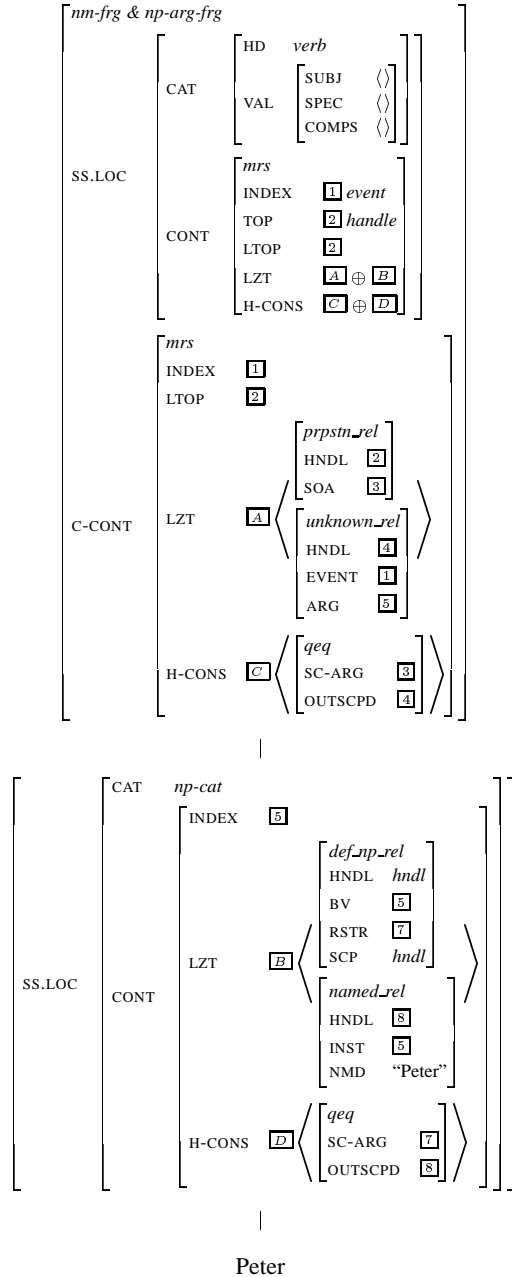 nm-frg & np-arg-frg
HD verb
SUBJ ⟨⟩
CAT
VAL SPEC ⟨⟩
COMPS ⟨⟩
mrs
SS.LOC
INDEX 1 event
TOP 2 handle
CONT
LTOP 2
LZT A ⊕ B
H-CONS C ⊕ D
mrs
INDEX 1
LTOP 2
prpstn_rel
HNDL 2
SOA 3
C-CONT
LZT A
unknown_rel
HNDL 4
EVENT 1
ARG 5
qeq
H-CONS C SC-ARG 3
OUTSCPD 4
CAT np-cat
INDEX 5
def_np_rel
HNDL hndl
BV 5
RSTR 7
LZT B
SCP hndl
SS.LOC
CONT
named_rel
HNDL 8
INST 5
NMD “Peter”
qeq
H-CONS D SC-ARG 7
OUTSCPD 8
Peter